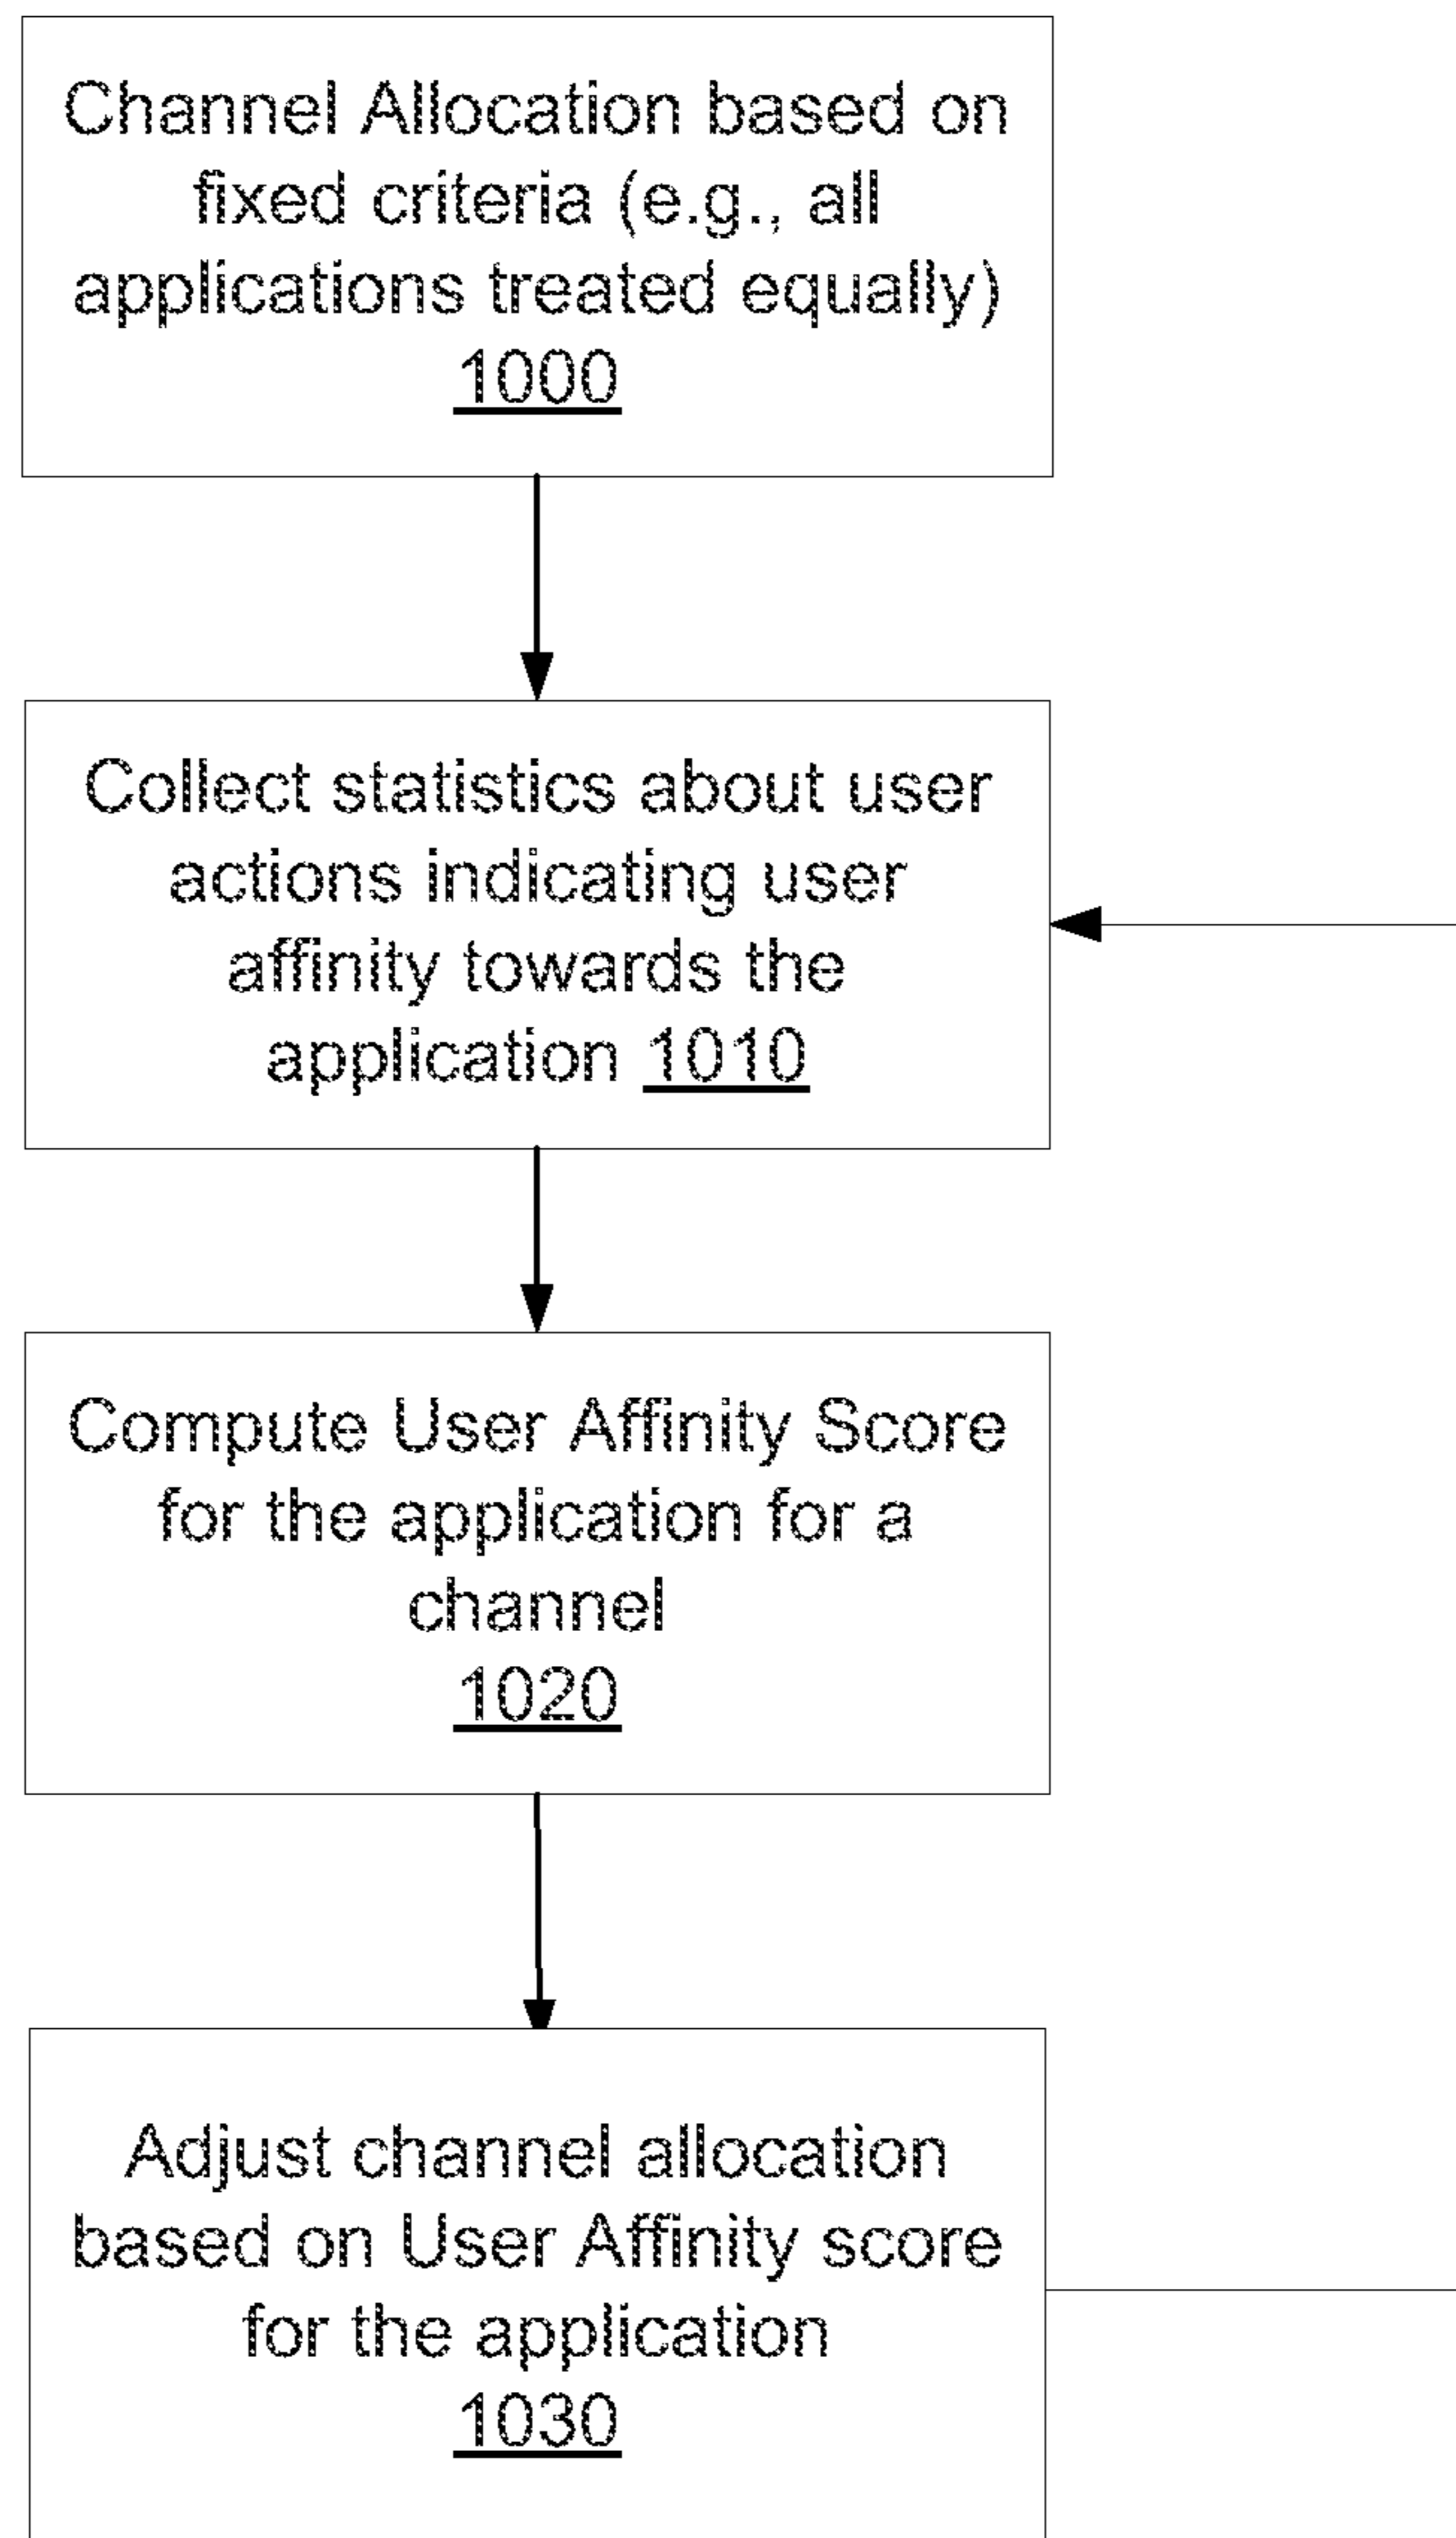 Channel Allocation based on
fixed criteria (e.g., all
applications treated equally)
1000
Collect statistics about user
actions indicating user
affinity towards the
application 1010
Compute User Affinity Score
for the application for a
channel
1020
Adjust channel allocation
based on User Affinity score
for the application
1030